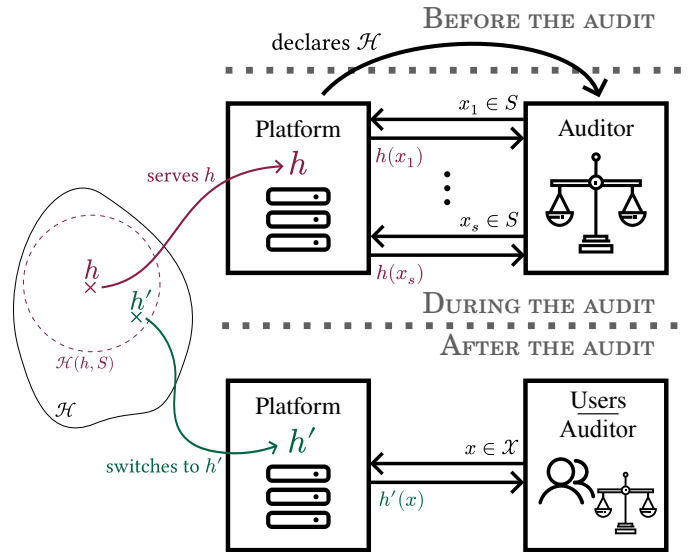 BEFORE THE AUDIT
declares ℋ
Platform
h
x₁ ∈ S
h(x₁)
⋮
xₛ ∈ S
h(xₛ)
Auditor
serves h
h
h′
ℋ(h, S)
ℋ
DURING THE AUDIT
AFTER THE AUDIT
switches to h′
Platform
h′
x ∈ 𝒳
h′(x)
Users
Auditor